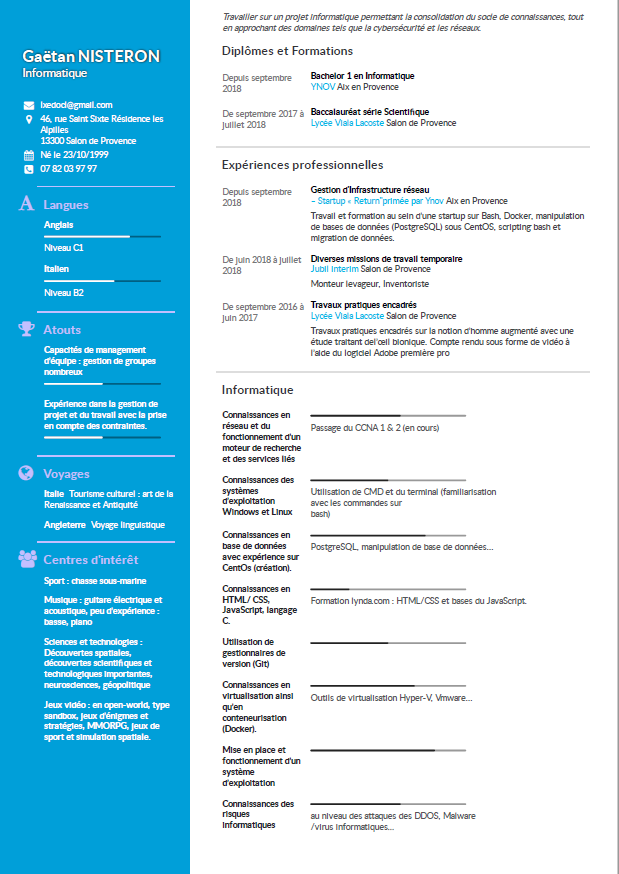 Gaëtan NISTERON
Informatique
lxedocl@gmail.com
46, rue Saint Sixte Résidence les
Alpilles
13300 Salon de Provence
Né le 23/10/1999
07 82 03 97 97
Langues
Anglais
Niveau C1
Italien
Niveau B2
Atouts
Capacités de management
d'équipe : gestion de groupes
nombreux
Expérience dans la gestion de
projet et du travail avec la prise
en compte des contraintes.
Voyages
Italie Tourisme culturel : art de la
Renaissance et Antiquité
Angleterre Voyage linguistique
Centres d'intérêt
Sport : chasse sous-marine
Musique : guitare électrique et
acoustique, peu d'expérience :
basse, piano
Sciences et technologies :
Découvertes spatiales,
découvertes scientifiques et
technologiques importantes,
neurosciences, géopolitique
Jeux vidéo : en open-world, type
sandbox, jeux d'énigmes et
stratégies, MMORPG, jeux de
sport et simulation spatiale.
Travailler sur un projet informatique permettant la consolidation du socle de connaissances, tout
en approchant des domaines tels que la cybersécurité et les réseaux.
Diplômes et Formations
Depuis septembre
2018
Bachelor 1 en Informatique
YNOV Aix en Provence
De septembre 2017 à
juillet 2018
Baccalauréat série Scientifique
Lycée Viala Lacoste Salon de Provence
Expériences professionnelles
Depuis septembre
2018
Gestion d'infrastructure réseau
– Startup « Return"primée par Ynov Aix en Provence
Travail et formation au sein d'une startup sur Bash, Docker, manipulation
de bases de données (PostgreSQL) sous CentOS, scripting bash et
migration de données.
De juin 2018 à juillet
2018
Diverses missions de travail temporaire
Jubil Interim Salon de Provence
Monteur levageur, Inventoriste
De septembre 2016 à
juin 2017
Travaux pratiques encadrés
Lycée Viala Lacoste Salon de Provence
Travaux pratiques encadrés sur la notion d'homme augmenté avec une
étude traitant del'œil bionique. Compte rendu sous forme de vidéo à
l'aide du logiciel Adobe première pro
Informatique
Connaissances en
réseau et du
fonctionnement d'un
moteur de recherche
et des services liés
Passage du CCNA 1 & 2 (en cours)
Connaissances des
systèmes
d'exploitation
Windows et Linux
Utilisation de CMD et du terminal (familiarisation
avec les commandes sur
bash)
Connaissances en
base de données
avec expérience sur
CentOs (création).
PostgreSQL, manipulation de base de données...
Connaissances en
HTML/ CSS,
JavaScript, langage
C.
Formation lynda.com : HTML/CSS et bases du JavaScript.
Utilisation de
gestionnaires de
version (Git)
Connaissances en
virtualisation ainsi
qu'en
conteneurisation
(Docker).
Outils de virtualisation Hyper-V, Vmware...
Mise en place et
fonctionnement d'un
système
d'exploitation
Connaissances des
risques
informatiques
au niveau des attaques des DDOS, Malware
/virus informatiques...